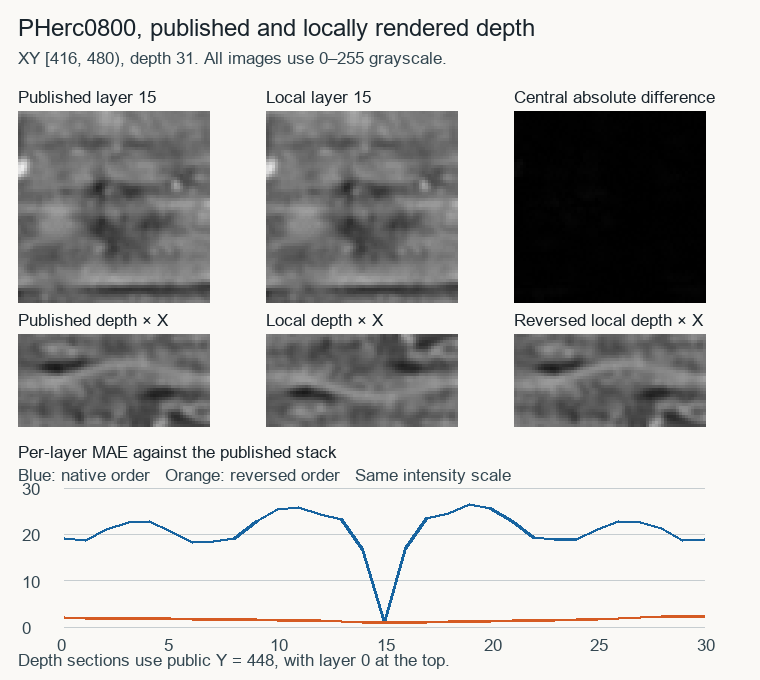 PHerc0800, published and locally rendered depth
XY [416, 480), depth 31. All images use 0–255 grayscale.
Published layer 15
Local layer 15
Central absolute difference
Published depth × X
Local depth × X
Reversed local depth × X
Per-layer MAE against the published stack
Blue: native order Orange: reversed order Same intensity scale
30
20
10
0
0 5 10 15 20 25 30
Depth sections use public Y = 448, with layer 0 at the top.